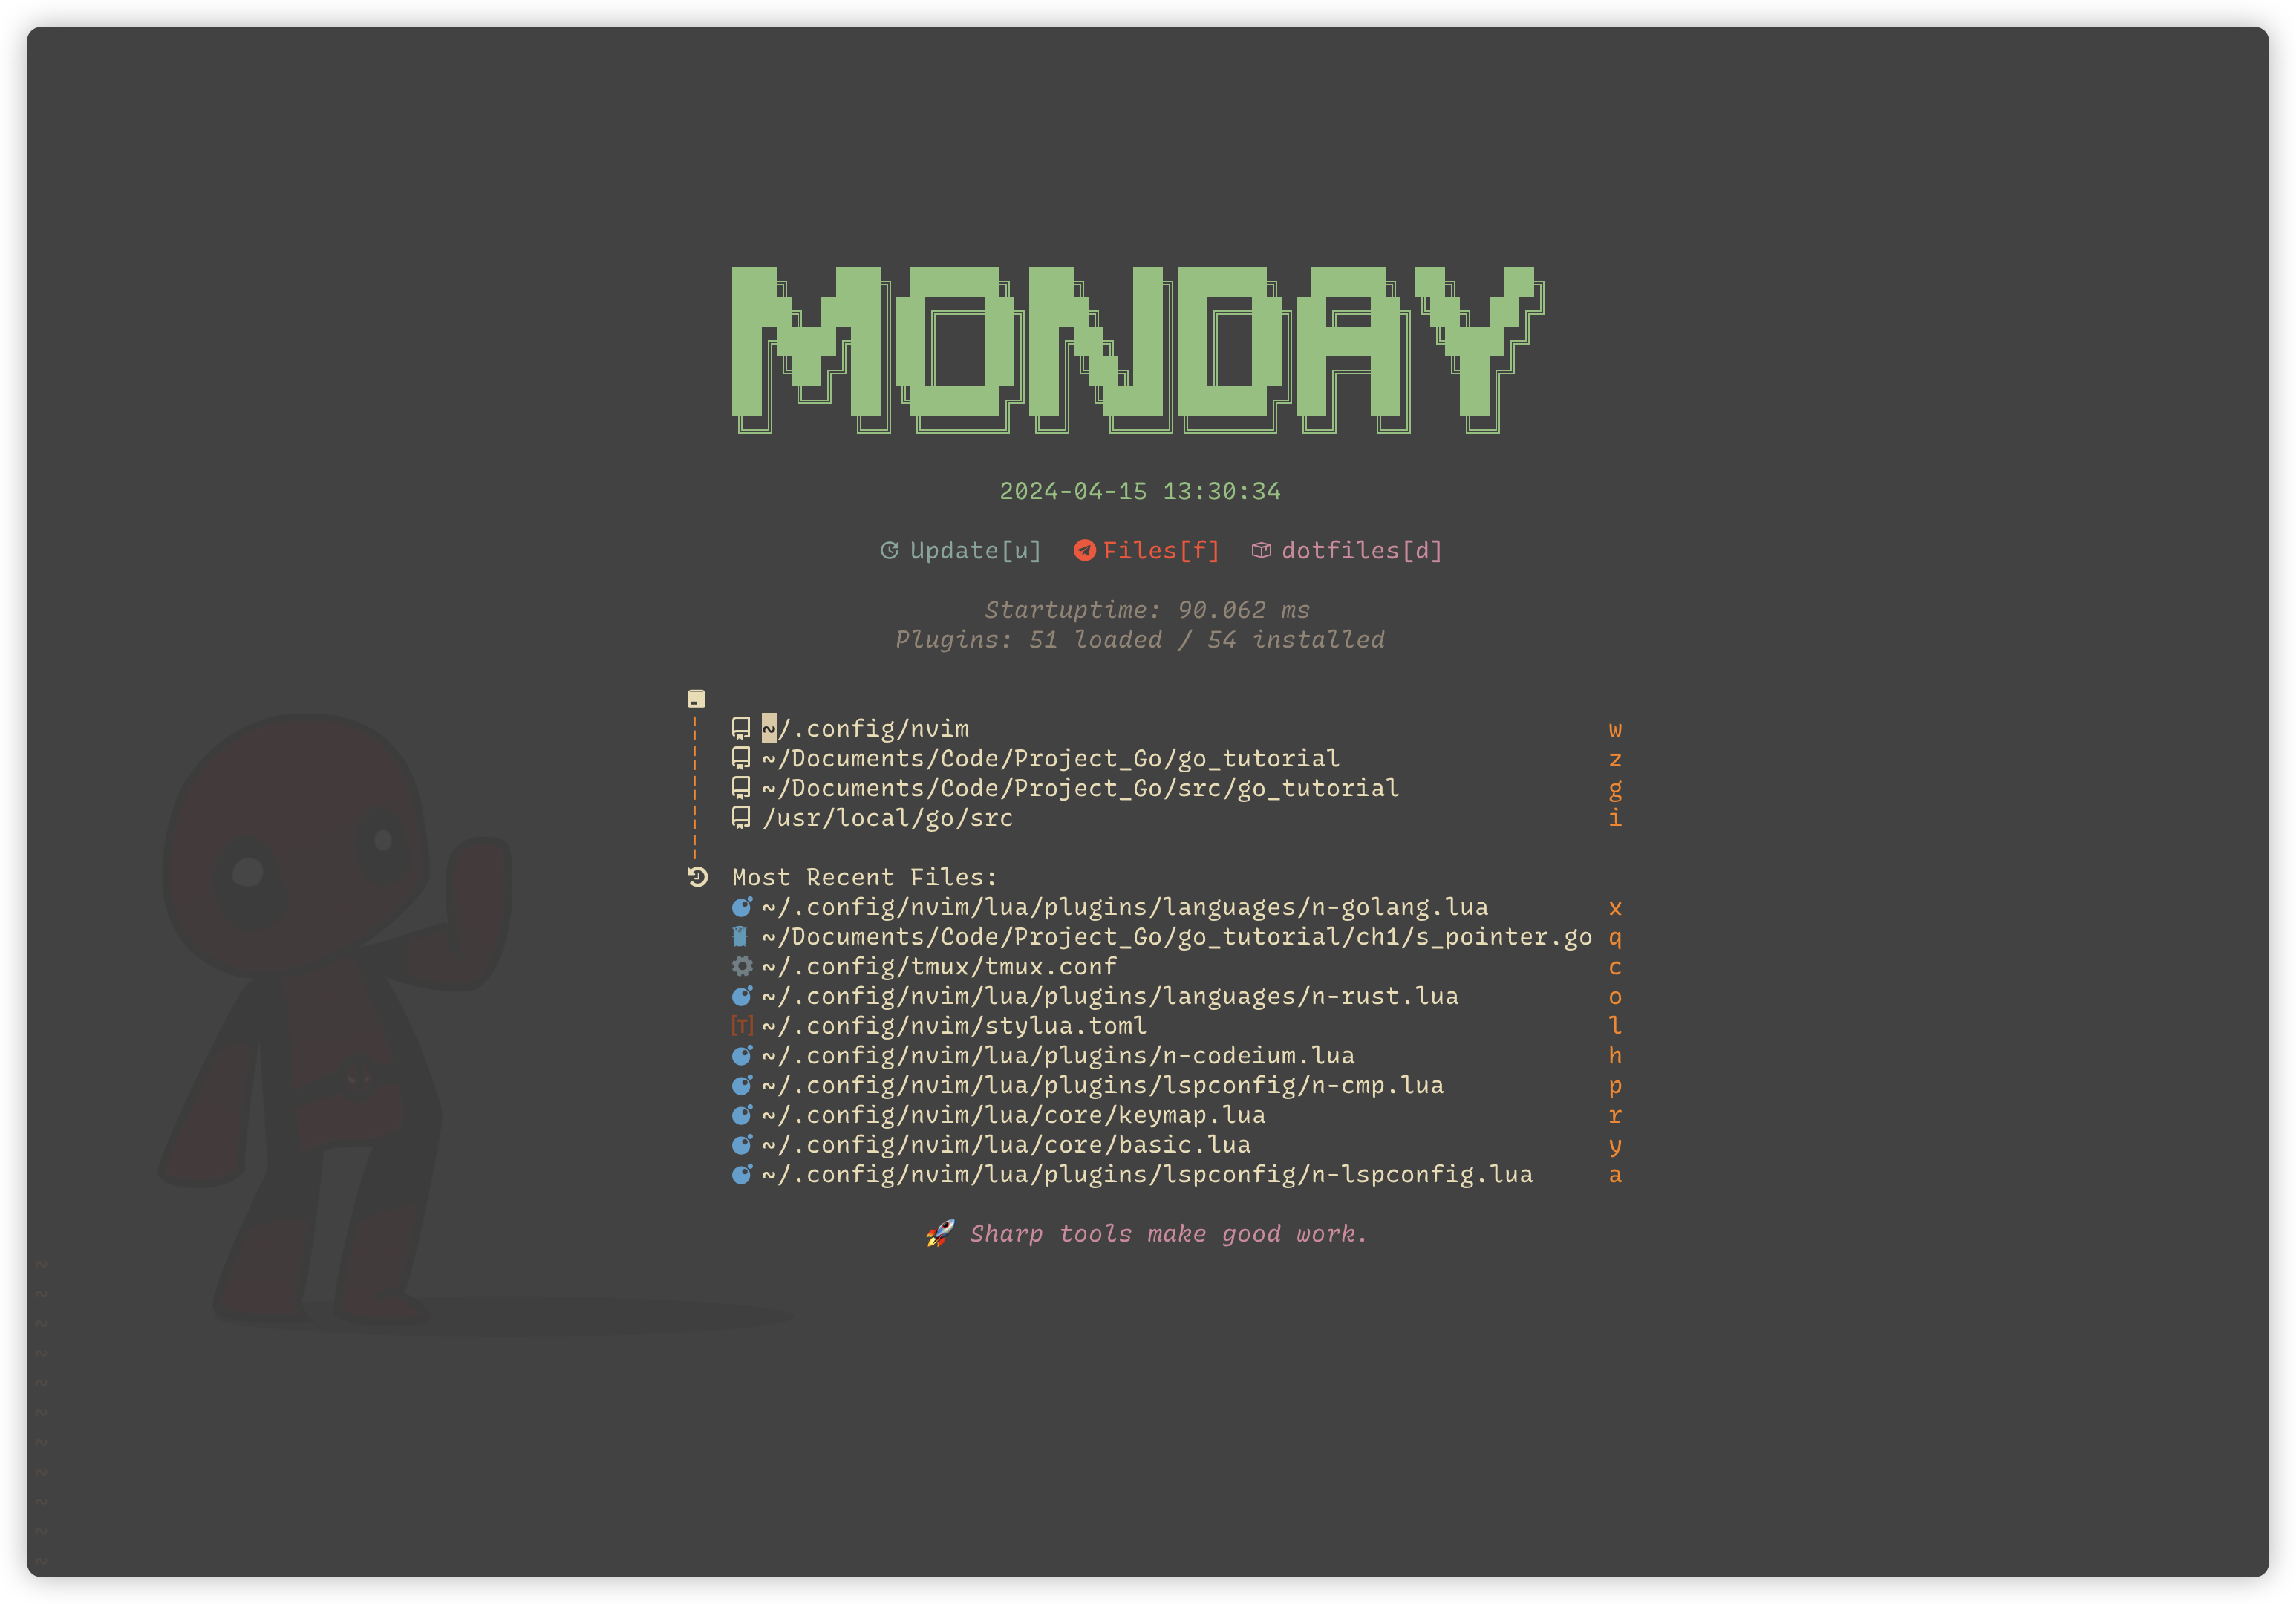 MONDAY
2024-04-15 13:30:34
Update[u] Files[f] dotfiles[d]
Startuptime: 90.062 ms
Plugins: 51 loaded / 54 installed
~/.config/nvim w
~/Documents/Code/Project_Go/go_tutorial z
~/Documents/Code/Project_Go/src/go_tutorial g
/usr/local/go/src i
Most Recent Files:
~/.config/nvim/lua/plugins/languages/n-golang.lua x
~/Documents/Code/Project_Go/go_tutorial/ch1/s_pointer.go q
~/.config/tmux/tmux.conf c
~/.config/nvim/lua/plugins/languages/n-rust.lua o
[T] ~/.config/nvim/stylua.toml l
~/.config/nvim/lua/plugins/n-codeium.lua h
~/.config/nvim/lua/plugins/lspconfig/n-cmp.lua p
~/.config/nvim/lua/core/keymap.lua r
~/.config/nvim/lua/core/basic.lua y
~/.config/nvim/lua/plugins/lspconfig/n-lspconfig.lua a
🚀 Sharp tools make good work.
~
~
~
~
~
~
~
~
~
~
~